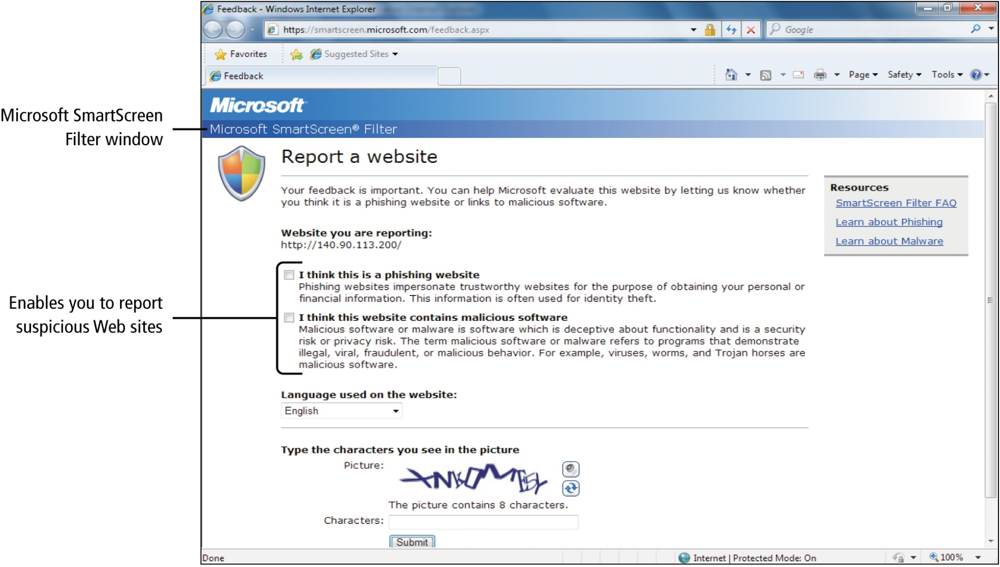 Feedback - Windows Internet Explorer
https://smartscreen.microsoft.com/feedback.aspx
Google
Favorites
Suggested Sites
Feedback
Page
Safety
Tools
Microsoft
Microsoft SmartScreen® Filter
Microsoft SmartScreen
Filter window
Report a website
Your feedback is important. You can help Microsoft evaluate this website by letting us know whether
you think it is a phishing website or links to malicious software.
Resources
SmartScreen Filter FAQ
Learn about Phishing
Learn about Malware
Website you are reporting:
http://140.90.113.200/
Enables you to report
suspicious Web sites
I think this is a phishing website
Phishing websites impersonate trustworthy websites for the purpose of obtaining your personal or
financial information. This information is often used for identity theft.
I think this website contains malicious software
Malicious software or malware is software which is deceptive about functionality and is a security
risk or privacy risk. The term malicious software or malware refers to programs that demonstrate
illegal, viral, fraudulent, or malicious behavior. For example, viruses, worms, and Trojan horses are
malicious software.
Language used on the website:
English
Type the characters you see in the picture
Picture:
The picture contains 8 characters.
Characters:
Submit
Done
Internet | Protected Mode: On
100%